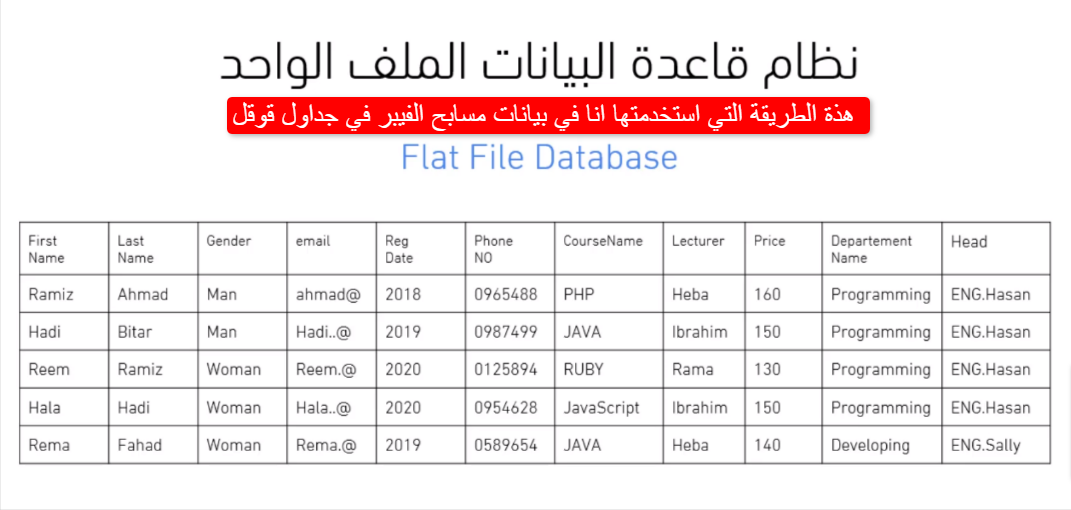 نظام قاعدة البيانات الملف الواحد
هذة الطريقة التي استخدمتها انا في بيانات مسابح الفيبر في جداول قوقل
Flat File Database
First Name Last Name Gender email Reg Date Phone NO CourseName Lecturer Price Departement Name Head
Ramiz Ahmad Man ahmad@ 2018 0965488 PHP Heba 160 Programming ENG.Hasan
Hadi Bitar Man Hadi..@ 2019 0987499 JAVA Ibrahim 150 Programming ENG.Hasan
Reem Ramiz Woman Reem.@ 2020 0125894 RUBY Rama 130 Programming ENG.Hasan
Hala Hadi Woman Hala..@ 2020 0954628 JavaScript Ibrahim 150 Programming ENG.Hasan
Rema Fahad Woman Rema.@ 2019 0589654 JAVA Heba 140 Developing ENG.Sally